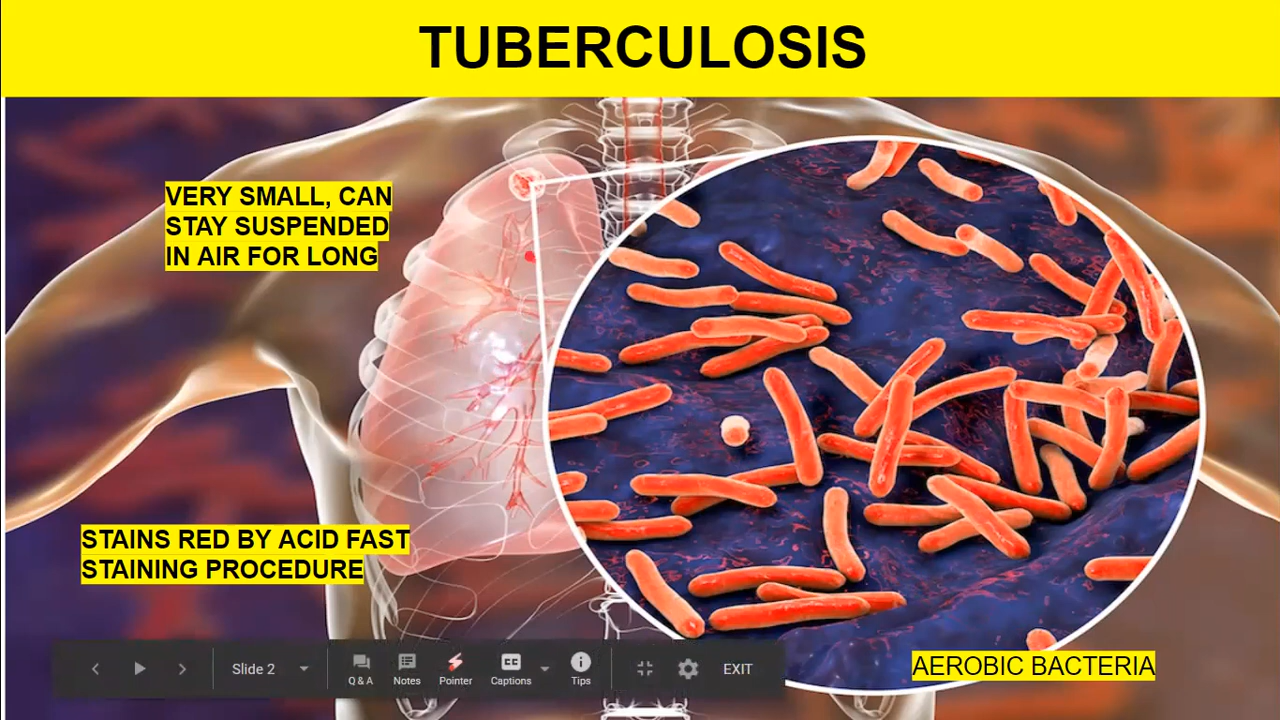 TUBERCULOSIS
VERY SMALL, CAN
STAY SUSPENDED
IN AIR FOR LONG
STAINS RED BY ACID FAST
STAINING PROCEDURE
AEROBIC BACTERIA
Slide 2
Q & A
Notes
Pointer
CC
Captions
Tips
EXIT